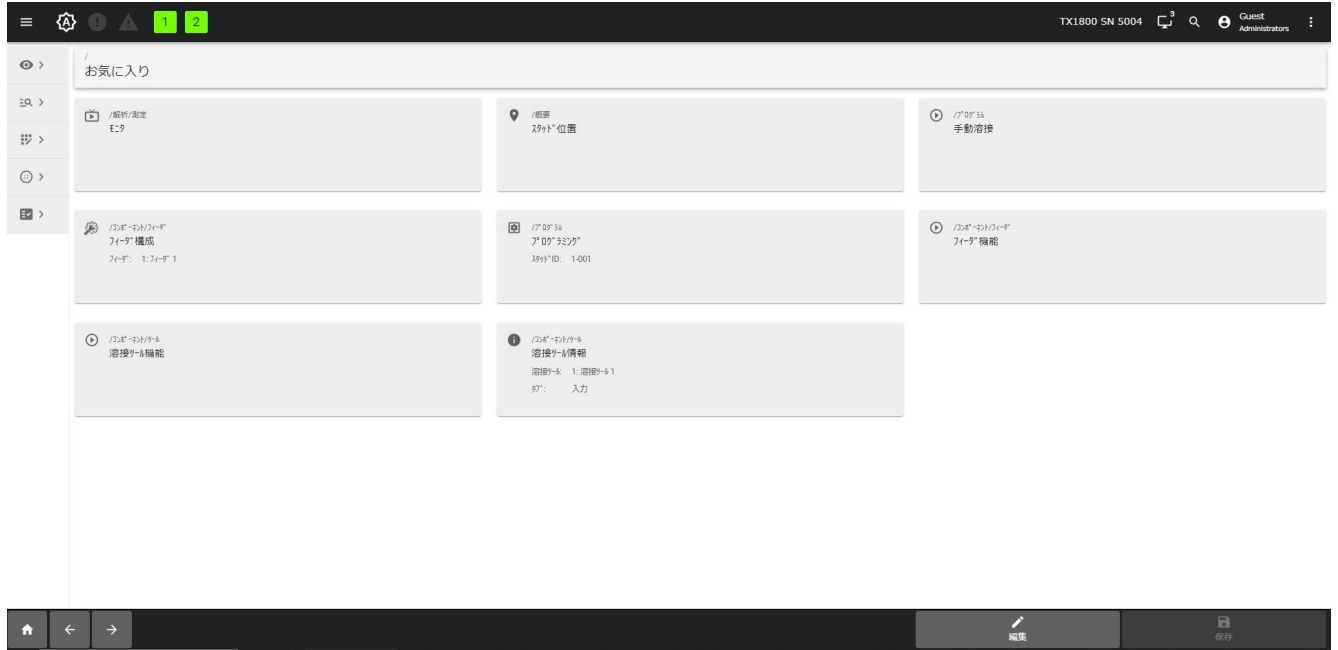 1 2
TX1800 SN 5004
3
Guest
Administrators
/
お気に入り
/解析/測定
ﾓﾆﾀ
/概要
ｽﾀｯﾄﾞ位置
/ﾌﾟﾛｸﾞﾗﾑ
手動溶接
/ｺﾝﾎﾟｰﾈﾝﾄ/ﾌｨｰﾀﾞ
ﾌｨｰﾀﾞ構成
ﾌｨｰﾀﾞ: 1:ﾌｨｰﾀﾞ1
/ﾌﾟﾛｸﾞﾗﾑ
ﾌﾟﾛｸﾞﾗﾐﾝｸﾞ
ｽﾀｯﾄﾞID: 1-001
/ｺﾝﾎﾟｰﾈﾝﾄ/ﾌｨｰﾀﾞ
ﾌｨｰﾀﾞ機能
/ｺﾝﾎﾟｰﾈﾝﾄ/ﾂｰﾙ
溶接ﾂｰﾙ機能
/ｺﾝﾎﾟｰﾈﾝﾄ/ﾂｰﾙ
溶接ﾂｰﾙ情報
溶接ﾂｰﾙ: 1:溶接ﾂｰﾙ1
ﾀﾌﾞ: 入力
編集
保存